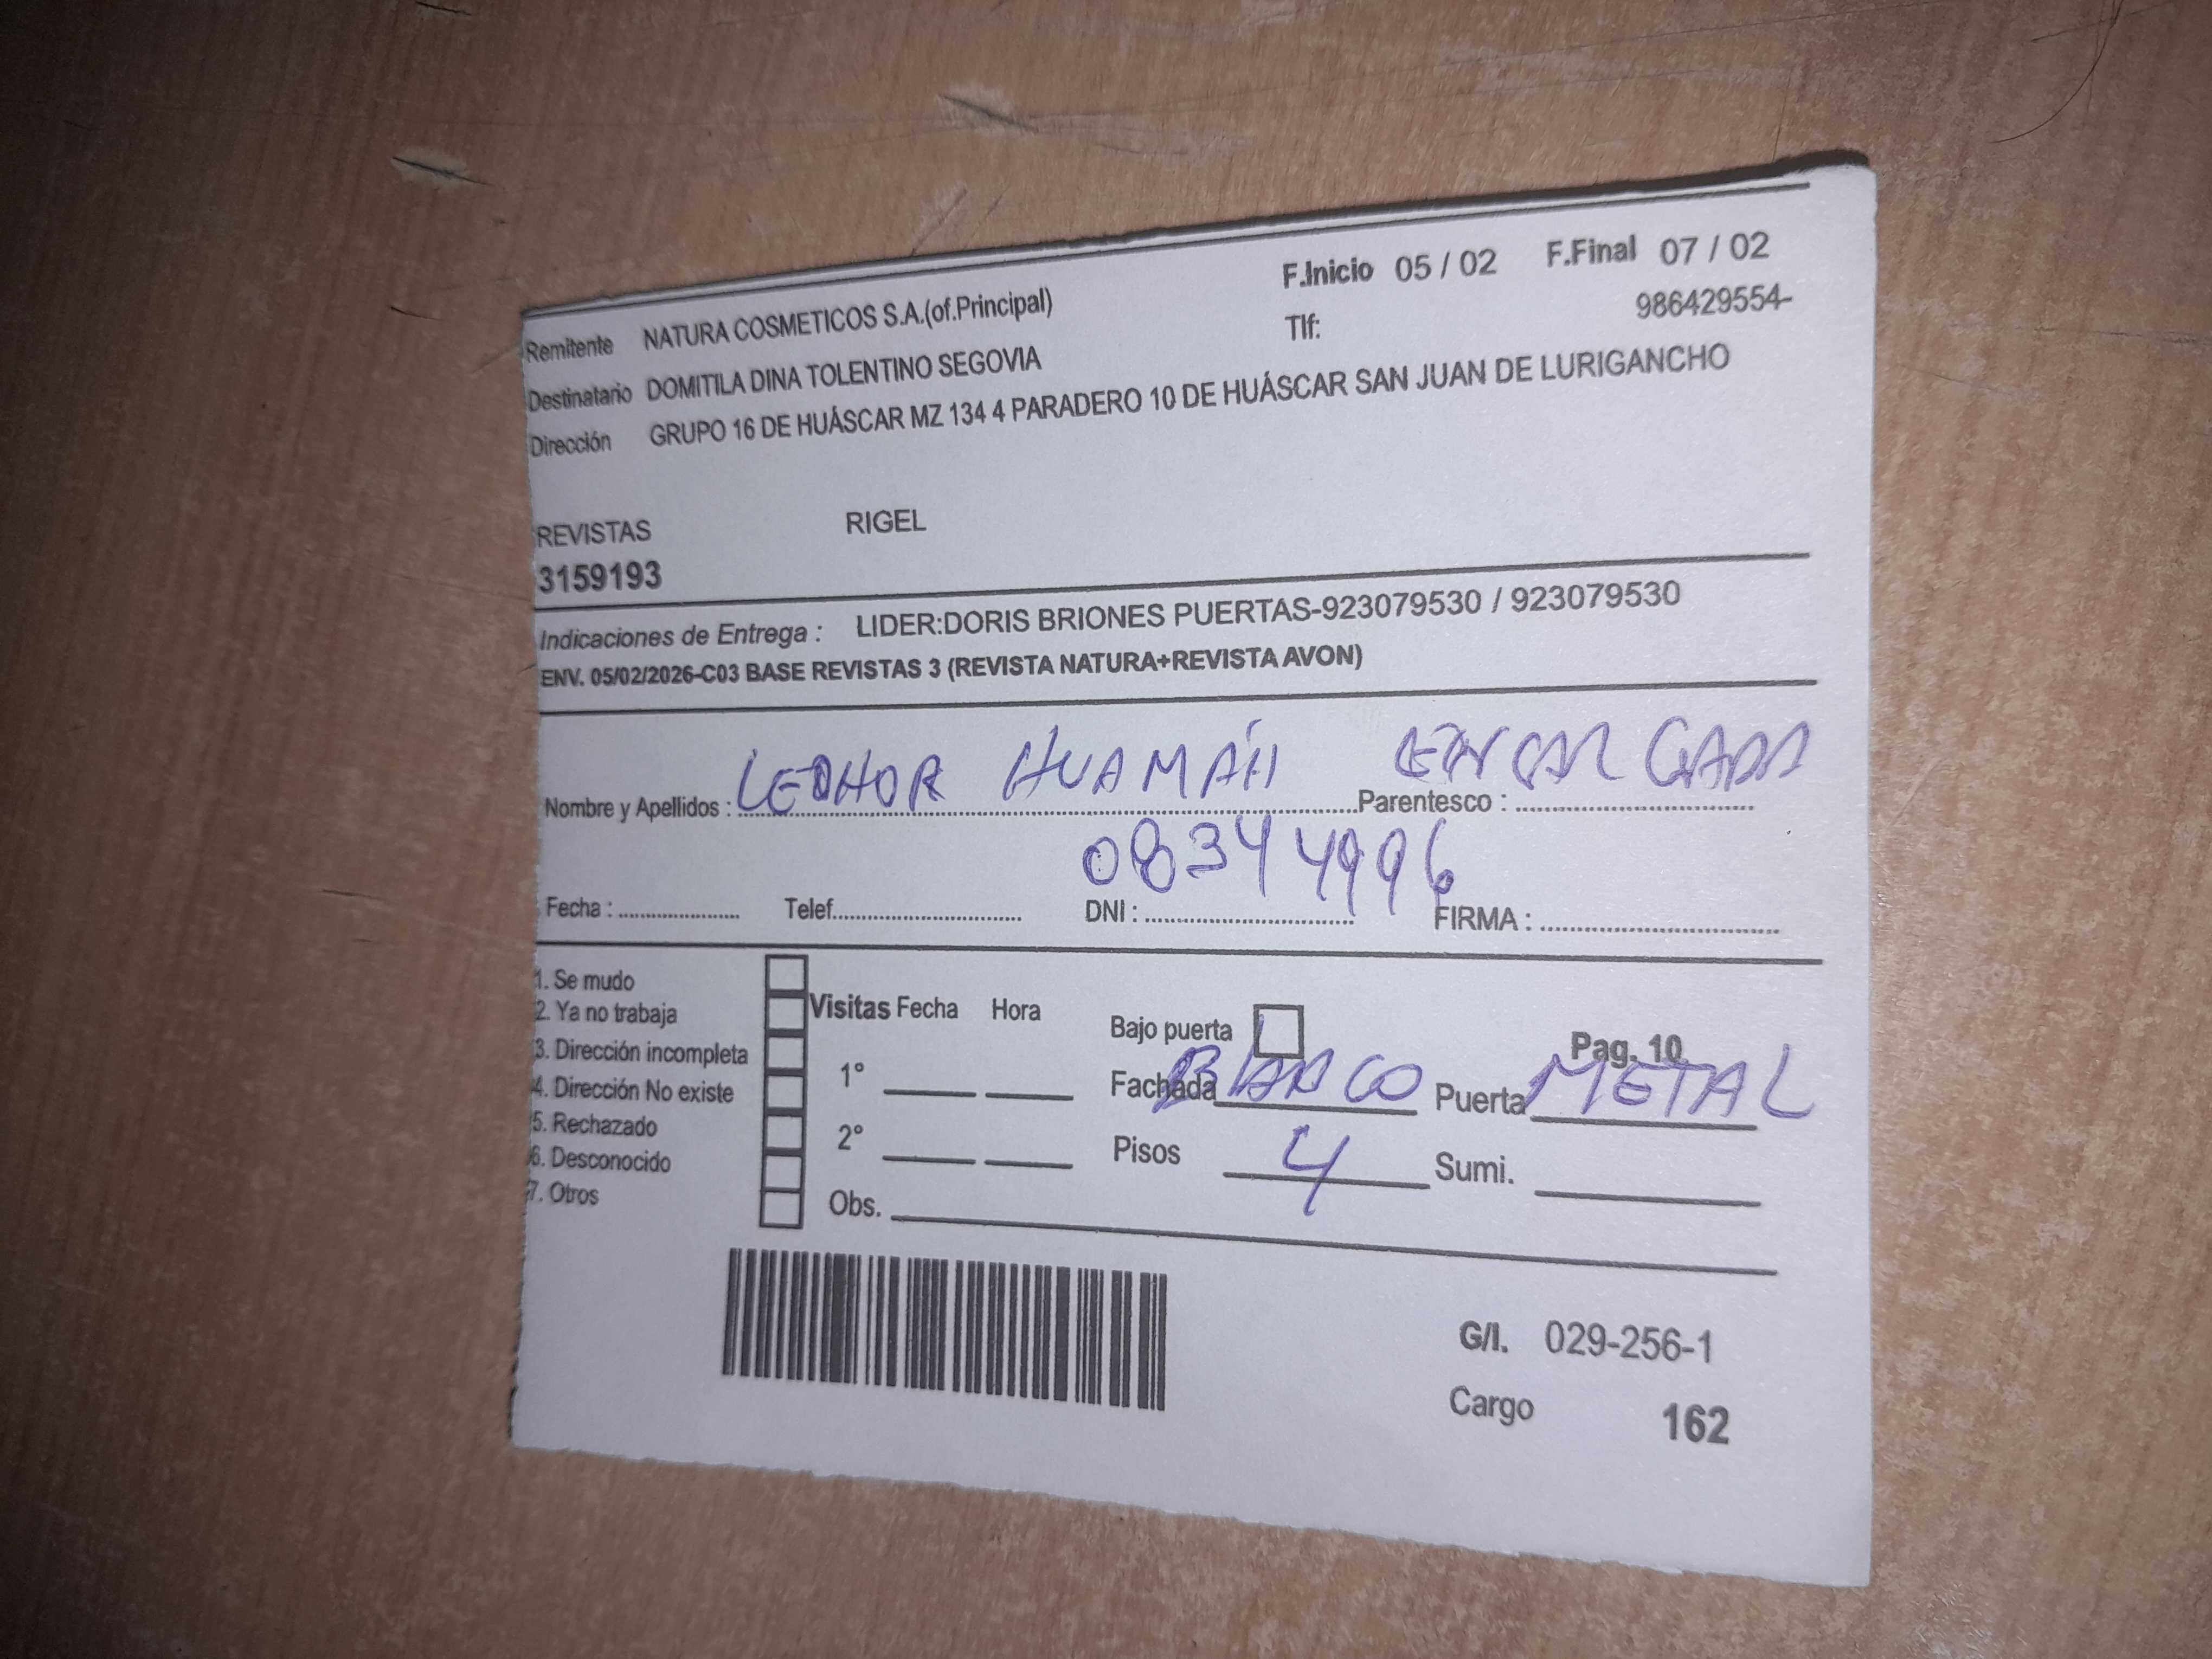 Remitente NATURA COSMETICOS S.A.(of.Principal) F.Inicio 05 / 02 F.Final 07 / 02
Destinatario DOMITILA DINA TOLENTINO SEGOVIA Tlf: 986429554-
Dirección GRUPO 16 DE HUÁSCAR MZ 134 4 PARADERO 10 DE HUÁSCAR SAN JUAN DE LURIGANCHO
REVISTAS RIGEL
3159193
Indicaciones de Entrega : LIDER:DORIS BRIONES PUERTAS-923079530 / 923079530
ENV. 05/02/2026-C03 BASE REVISTAS 3 (REVISTA NATURA+REVISTA AVON)
Nombre y Apellidos : LEONOR HUAMÁN Parentesco : ENCARGADA
Fecha : Telef. DNI : 08344996 FIRMA :
1. Se mudo
2. Ya no trabaja
3. Dirección incompleta
4. Dirección No existe
5. Rechazado
6. Desconocido
7. Otros
Visitas Fecha Hora
1°
2°
Obs.
Bajo puerta Pag. 10
Fachada BLANCO Puerta METAL
Pisos 4 Sumi.
G/I. 029-256-1
Cargo 162